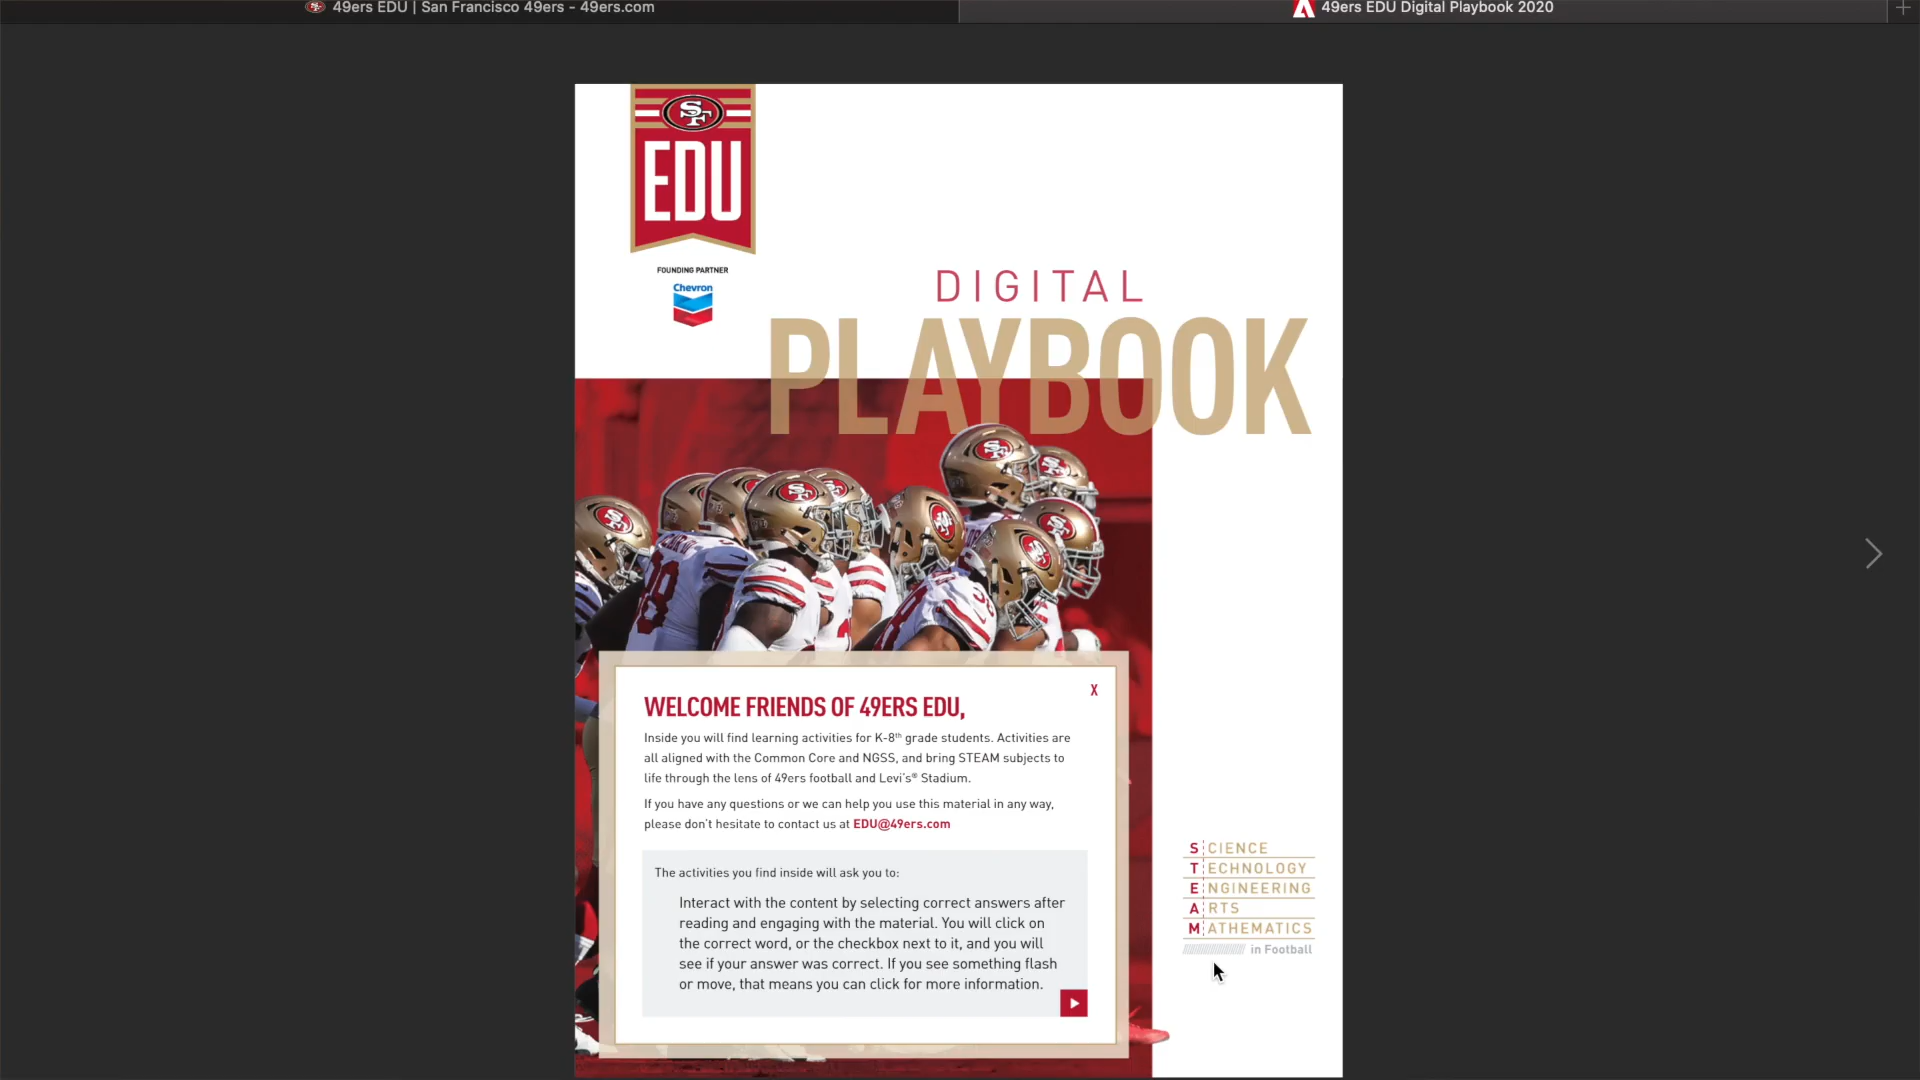 49ers EDU | San Francisco 49ers - 49ers.com
49ers EDU Digital Playbook 2020
SF
EDU
FOUNDING PARTNER
Chevron
DIGITAL
PLAYBOOK
X
WELCOME FRIENDS OF 49ERS EDU,
Inside you will find learning activities for K-8th grade students. Activities are
all aligned with the Common Core and NGSS, and bring STEAM subjects to
life through the lens of 49ers football and Levi's® Stadium.
If you have any questions or we can help you use this material in any way,
please don't hesitate to contact us at EDU@49ers.com
The activities you find inside will ask you to:
Interact with the content by selecting correct answers after
reading and engaging with the material. You will click on
the correct word, or the checkbox next to it, and you will
see if your answer was correct. If you see something flash
or move, that means you can click for more information.
SCIENCE
TECHNOLOGY
ENGINEERING
ARTS
MATHEMATICS
in Football